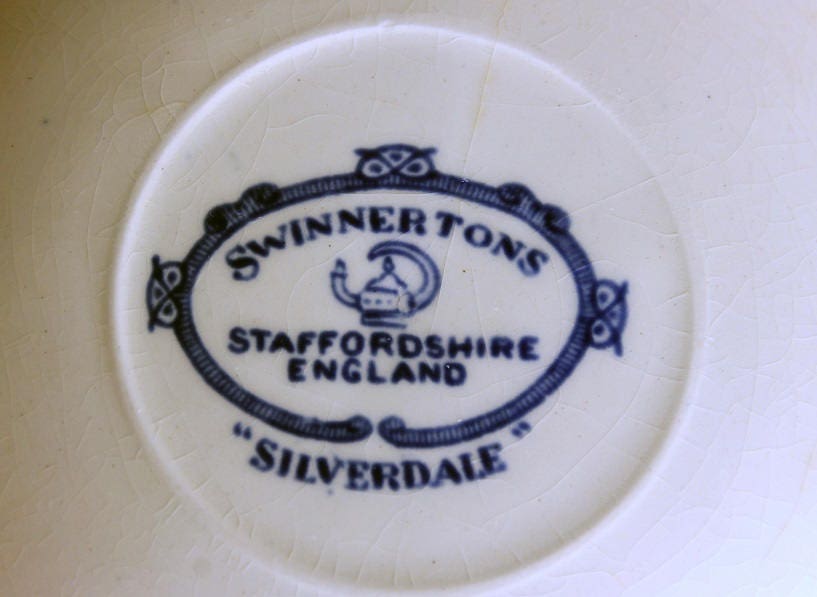 SWINNERTONS
STAFFORDSHIRE
ENGLAND
"SILVERDALE"